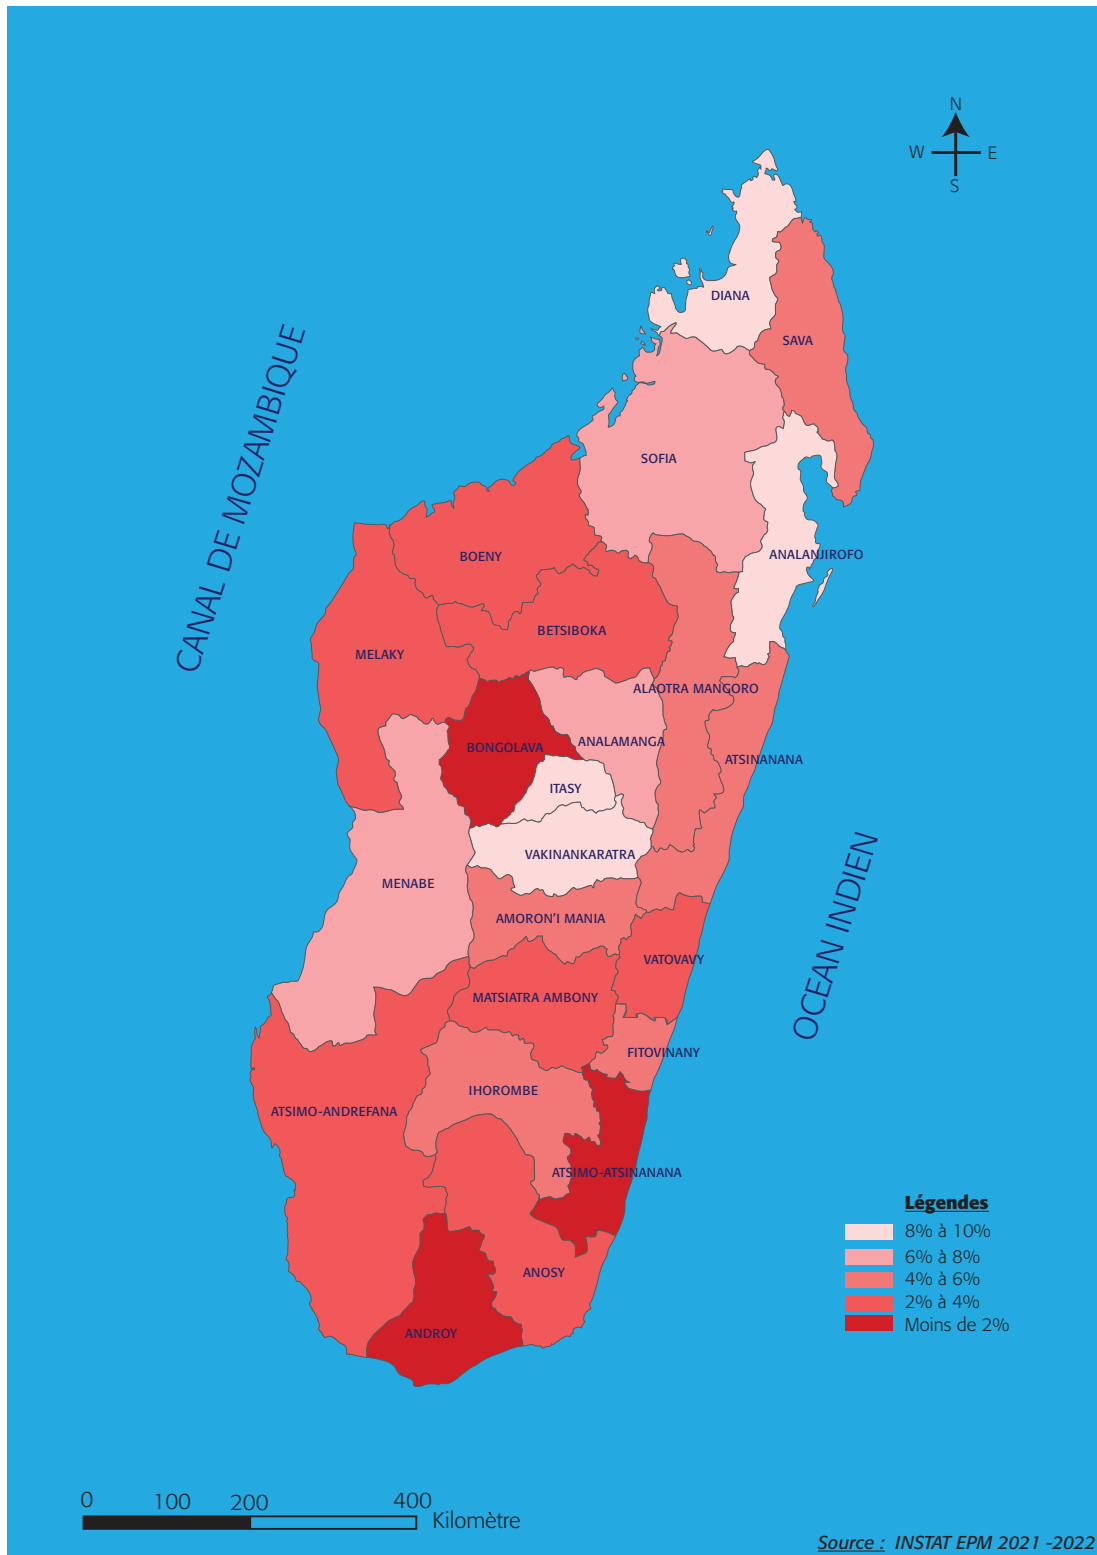 N
W E
S
DIANA
SAVA
CANAL DE MOZAMBIQUE
SOFIA
BOENY
ANALANJIROFO
BETSIBOKA
MELAKY
ALAOTRA MANGORO
BONGOLAVA
ANALAMANGA
ATSINANANA
ITASY
VAKINANKARATRA
MENABE
OCEAN INDIEN
AMORON'I MANIA
VATOVAVY
MATSIATRA AMBONY
FITOVINANY
IHOROMBE
ATSIMO-ANDREFANA
ATSIMO-ATSINANANA
ANOSY
ANDROY
Légendes
8% à 10%
6% à 8%
4% à 6%
2% à 4%
Moins de 2%
0 100 200 400
Kilomètre
Source : INSTAT EPM 2021 -2022